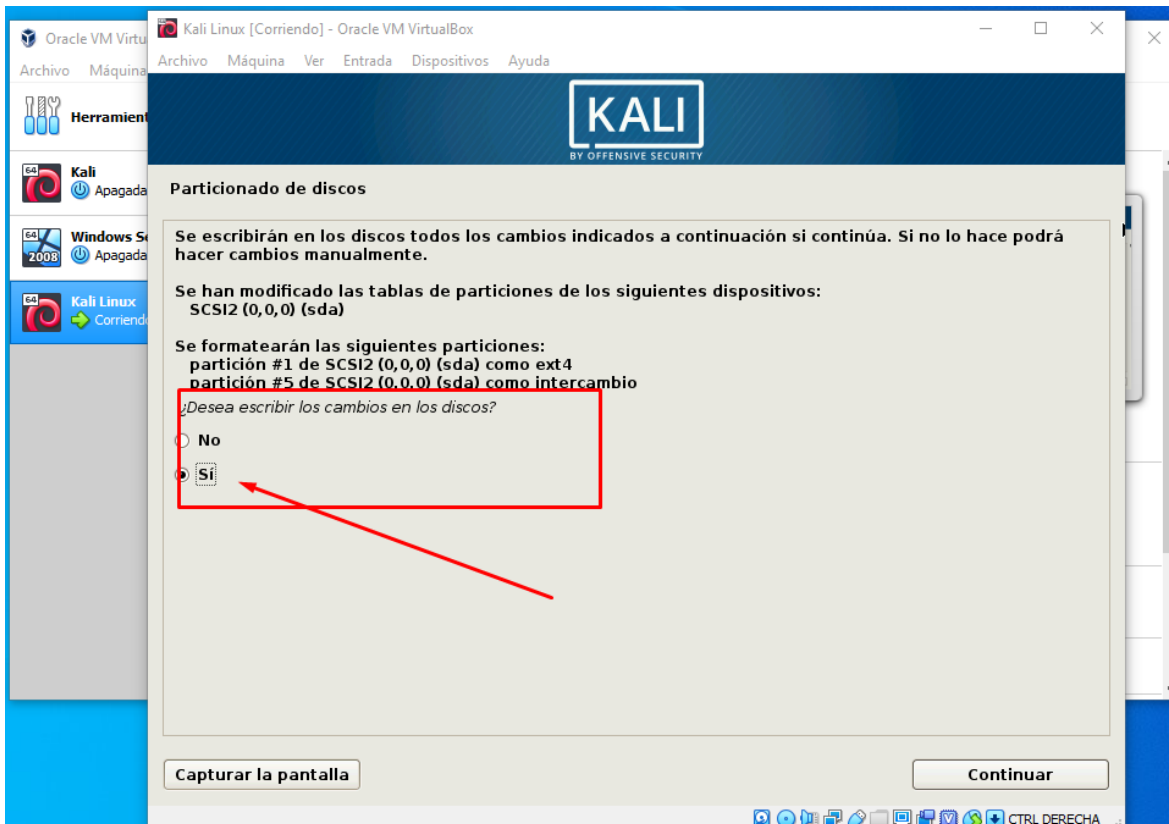 Kali Linux [Corriendo] - Oracle VM VirtualBox
Archivo Máquina Ver Entrada Dispositivos Ayuda
Oracle VM
Archivo Máquina
64
Kali
Apagada
64
2008
Windows
Apagada
64
Kali Linux
KALI
BY OFFENSIVE SECURITY
Particionado de discos
Se escribirán en los discos todos los cambios indicados a continuación si continúa. Si no lo hace podrá
hacer cambios manualmente.
Se han modificado las tablas de particiones de los siguientes dispositivos:
SCSI2 (0,0,0) (sda)
Se formatearán las siguientes particiones:
partición #1 de SCSI2 (0,0,0) (sda) como ext4
partición #5 de SCSI2 (0,0,0) (sda) como intercambio
¿Desea escribir los cambios en los discos?
No
Sí
Capturar la pantalla
Continuar
CTRL DERECHA